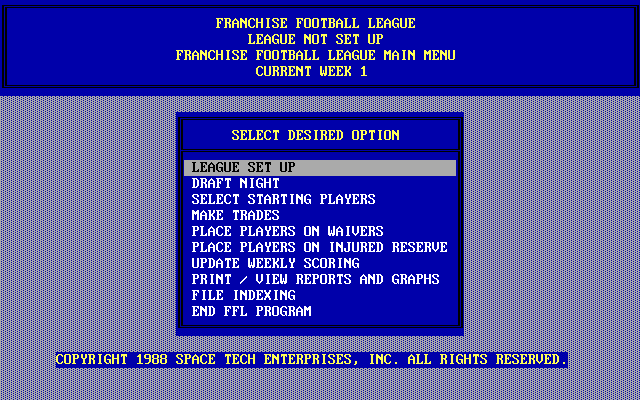 FRANCHISE FOOTBALL LEAGUE
LEAGUE NOT SET UP
FRANCHISE FOOTBALL LEAGUE MAIN MENU
CURRENT WEEK 1
SELECT DESIRED OPTION
LEAGUE SET UP
DRAFT NIGHT
SELECT STARTING PLAYERS
MAKE TRADES
PLACE PLAYERS ON WAIVERS
PLACE PLAYERS ON INJURED RESERVE
UPDATE WEEKLY SCORING
PRINT / VIEW REPORTS AND GRAPHS
FILE INDEXING
END FFL PROGRAM
COPYRIGHT 1988 SPACE TECH ENTERPRISES, INC. ALL RIGHTS RESERVED.